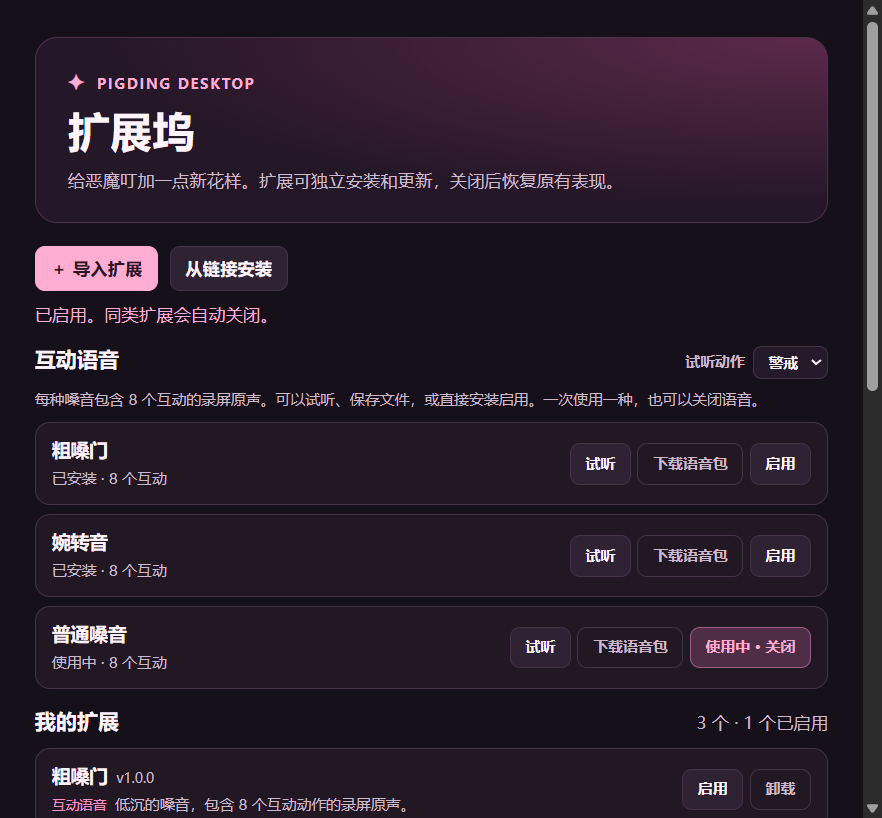 ✦ PIGDING DESKTOP
扩展坞
给恶魔叮加一点新花样。扩展可独立安装和更新，关闭后恢复原有表现。
+ 导入扩展 从链接安装
已启用。同类扩展会自动关闭。
互动语音 试听动作 警戒
每种嗓音包含 8 个互动的录屏原声。可以试听、保存文件，或直接安装启用。一次使用一种，也可以关闭语音。
粗嗓门
已安装 · 8 个互动
试听 下载语音包 启用
婉转音
已安装 · 8 个互动
试听 下载语音包 启用
普通嗓音
使用中 · 8 个互动
试听 下载语音包 使用中 · 关闭
我的扩展 3 个 · 1 个已启用
粗嗓门 v1.0.0
互动语音 低沉的嗓音，包含 8 个互动动作的录屏原声。
启用 卸载